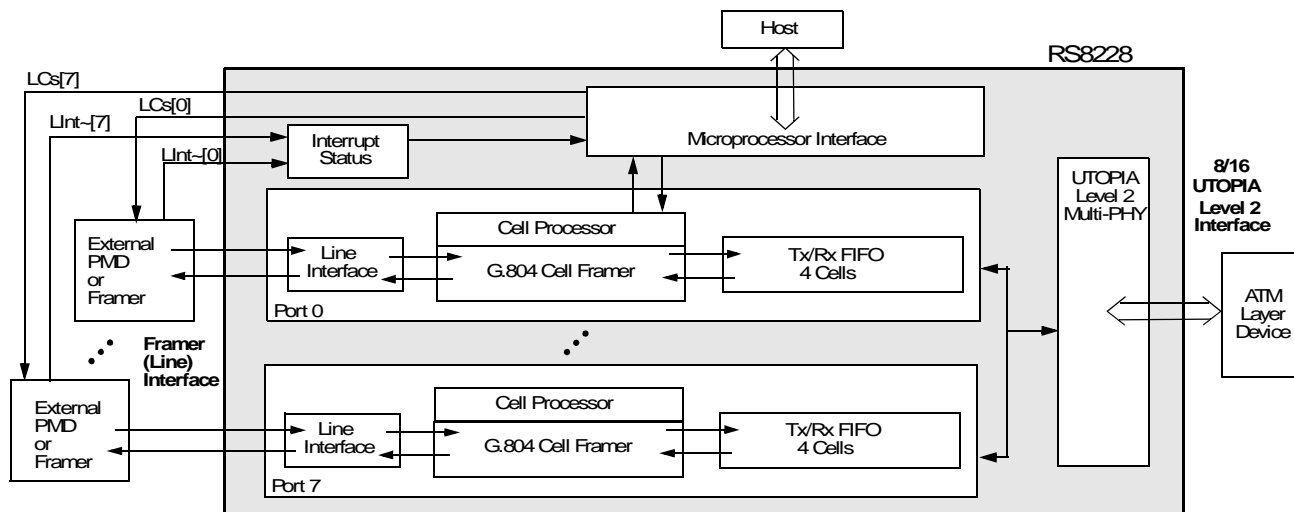 Host
RS8228
LCs[7]
LCs[0]
LInt~[7]
LInt~[0]
Interrupt
Status
Microprocessor Interface
8/16
UTOPIA
Level 2
Interface
UTOPIA
Level 2
Multi-PHY
External
PMD
or
Framer
Line
Interface
Cell Processor
G.804 Cell Framer
Tx/Rx FIFO
4 Cells
Port 0
ATM
Layer
Device
Framer
(Line)
Interface
External
PMD
or
Framer
Line
Interface
Cell Processor
G.804 Cell Framer
Tx/Rx FIFO
4 Cells
Port 7